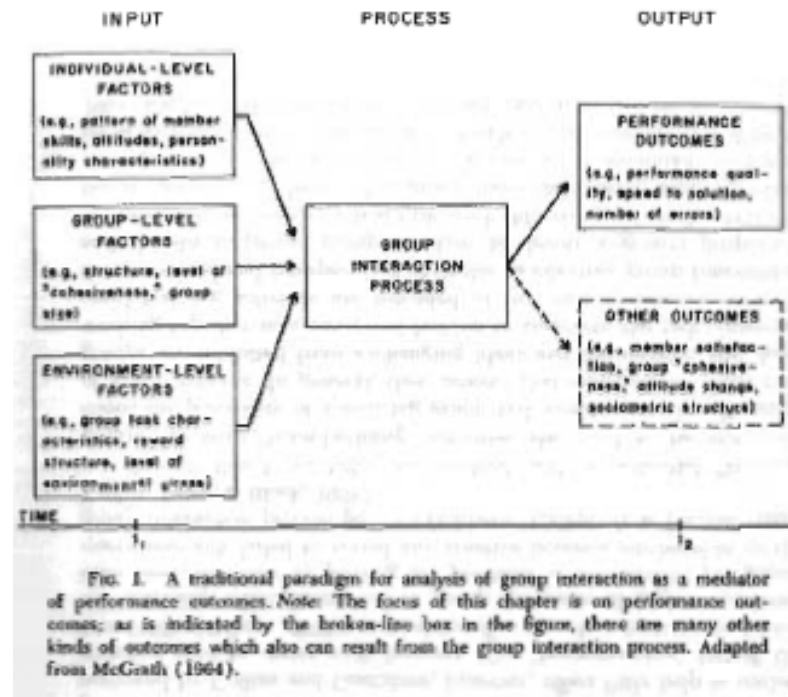 INPUT
PROCESS
OUTPUT
INDIVIDUAL-LEVEL
FACTORS
(e.g., pattern of member
skills, attitudes, person-
ality characteristics)
GROUP-LEVEL
FACTORS
(e.g., structure, level of
"cohesiveness," group
size)
ENVIRONMENT-LEVEL
FACTORS
(e.g., group task char-
acteristics, reward
structure, level of
environmental stress)
GROUP
INTERACTION
PROCESS
PERFORMANCE
OUTCOMES
(e.g., performance qual-
ity, speed to solution,
number of errors)
OTHER OUTCOMES
(e.g., member satisfac-
tion, group "cohesive-
ness," attitude change,
sociometric structure)
TIME
t1
t2
FIG. 1. A traditional paradigm for analysis of group interaction as a mediator
of performance outcomes. Note: The focus of this chapter is on performance out-
comes; as is indicated by the broken-line box in the figure, there are many other
kinds of outcomes which also can result from the group interaction process. Adapted
from McGrath (1964).